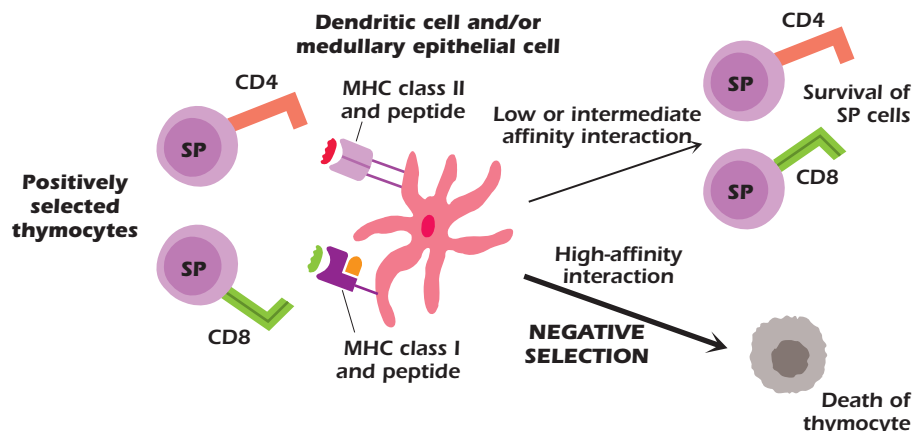 Dendritic cell and/or
medullary epithelial cell
CD4
MHC class II
and peptide
SP
Positively
selected
thymocytes
SP
CD8
MHC class I
and peptide
Low or intermediate
affinity interaction
CD4
SP
Survival of
SP cells
SP
CD8
High-affinity
interaction
NEGATIVE
SELECTION
Death of
thymocyte